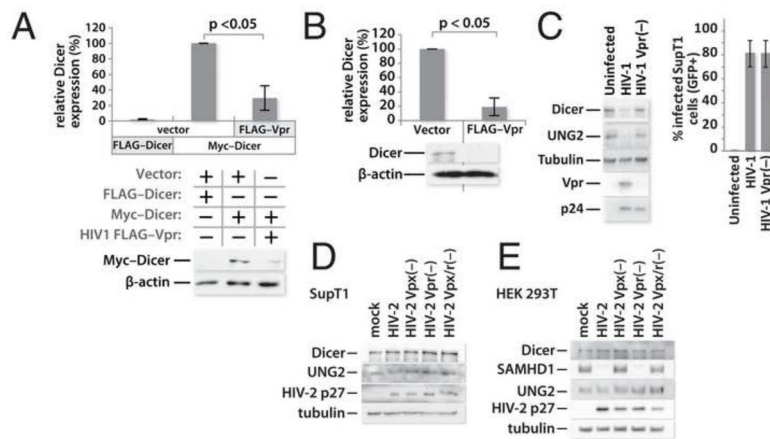 A
p <0.05
relative Dicer
expression (%)
120
100
80
60
40
20
0
vector
FLAG–Vpr
FLAG–Dicer
Myc–Dicer
Vector: + + –
FLAG–Dicer: + – –
Myc–Dicer: – + +
HIV1 FLAG–Vpr: – – +
Myc–Dicer
β-actin
B
p < 0.05
relative Dicer
expression (%)
120
100
80
60
40
20
0
Vector
FLAG–Vpr
Dicer
β-actin
C
Uninfected
HIV-1
HIV-1 Vpr(–)
Dicer
UNG2
Tubulin
Vpr
p24
% infected SupT1
cells (GFP+)
100
80
60
40
20
0
Uninfected
HIV-1
HIV-1 Vpr(–)
D
SupT1
mock
HIV-2
HIV-2 Vpx(–)
HIV-2 Vpr(–)
HIV-2 Vpx/r(–)
Dicer
UNG2
HIV-2 p27
tubulin
E
HEK 293T
mock
HIV-2
HIV-2 Vpx(–)
HIV-2 Vpr(–)
HIV-2 Vpx/r(–)
Dicer
SAMHD1
UNG2
HIV-2 p27
tubulin